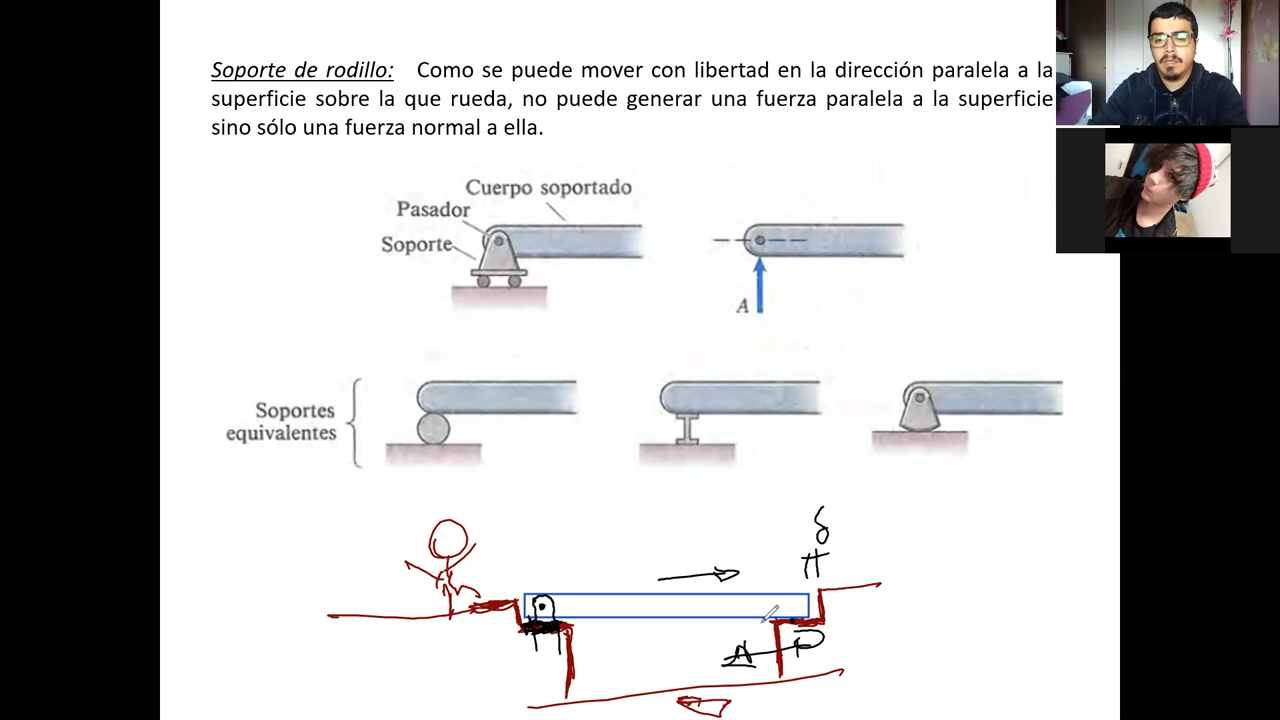 Soporte de rodillo: Como se puede mover con libertad en la dirección paralela a la
superficie sobre la que rueda, no puede generar una fuerza paralela a la superficie
sino sólo una fuerza normal a ella.
Cuerpo soportado
Pasador
Soporte
A
Soportes
equivalentes
δ